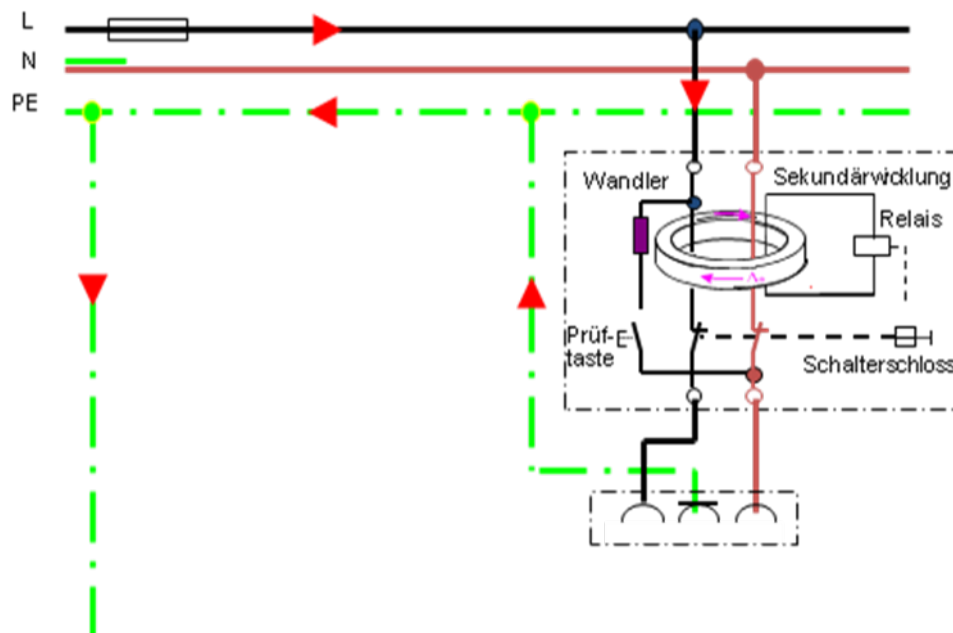 L
N
PE
Wandler
Sekundärwicklung
Relais
Prüf-
taste
Schalterschloss